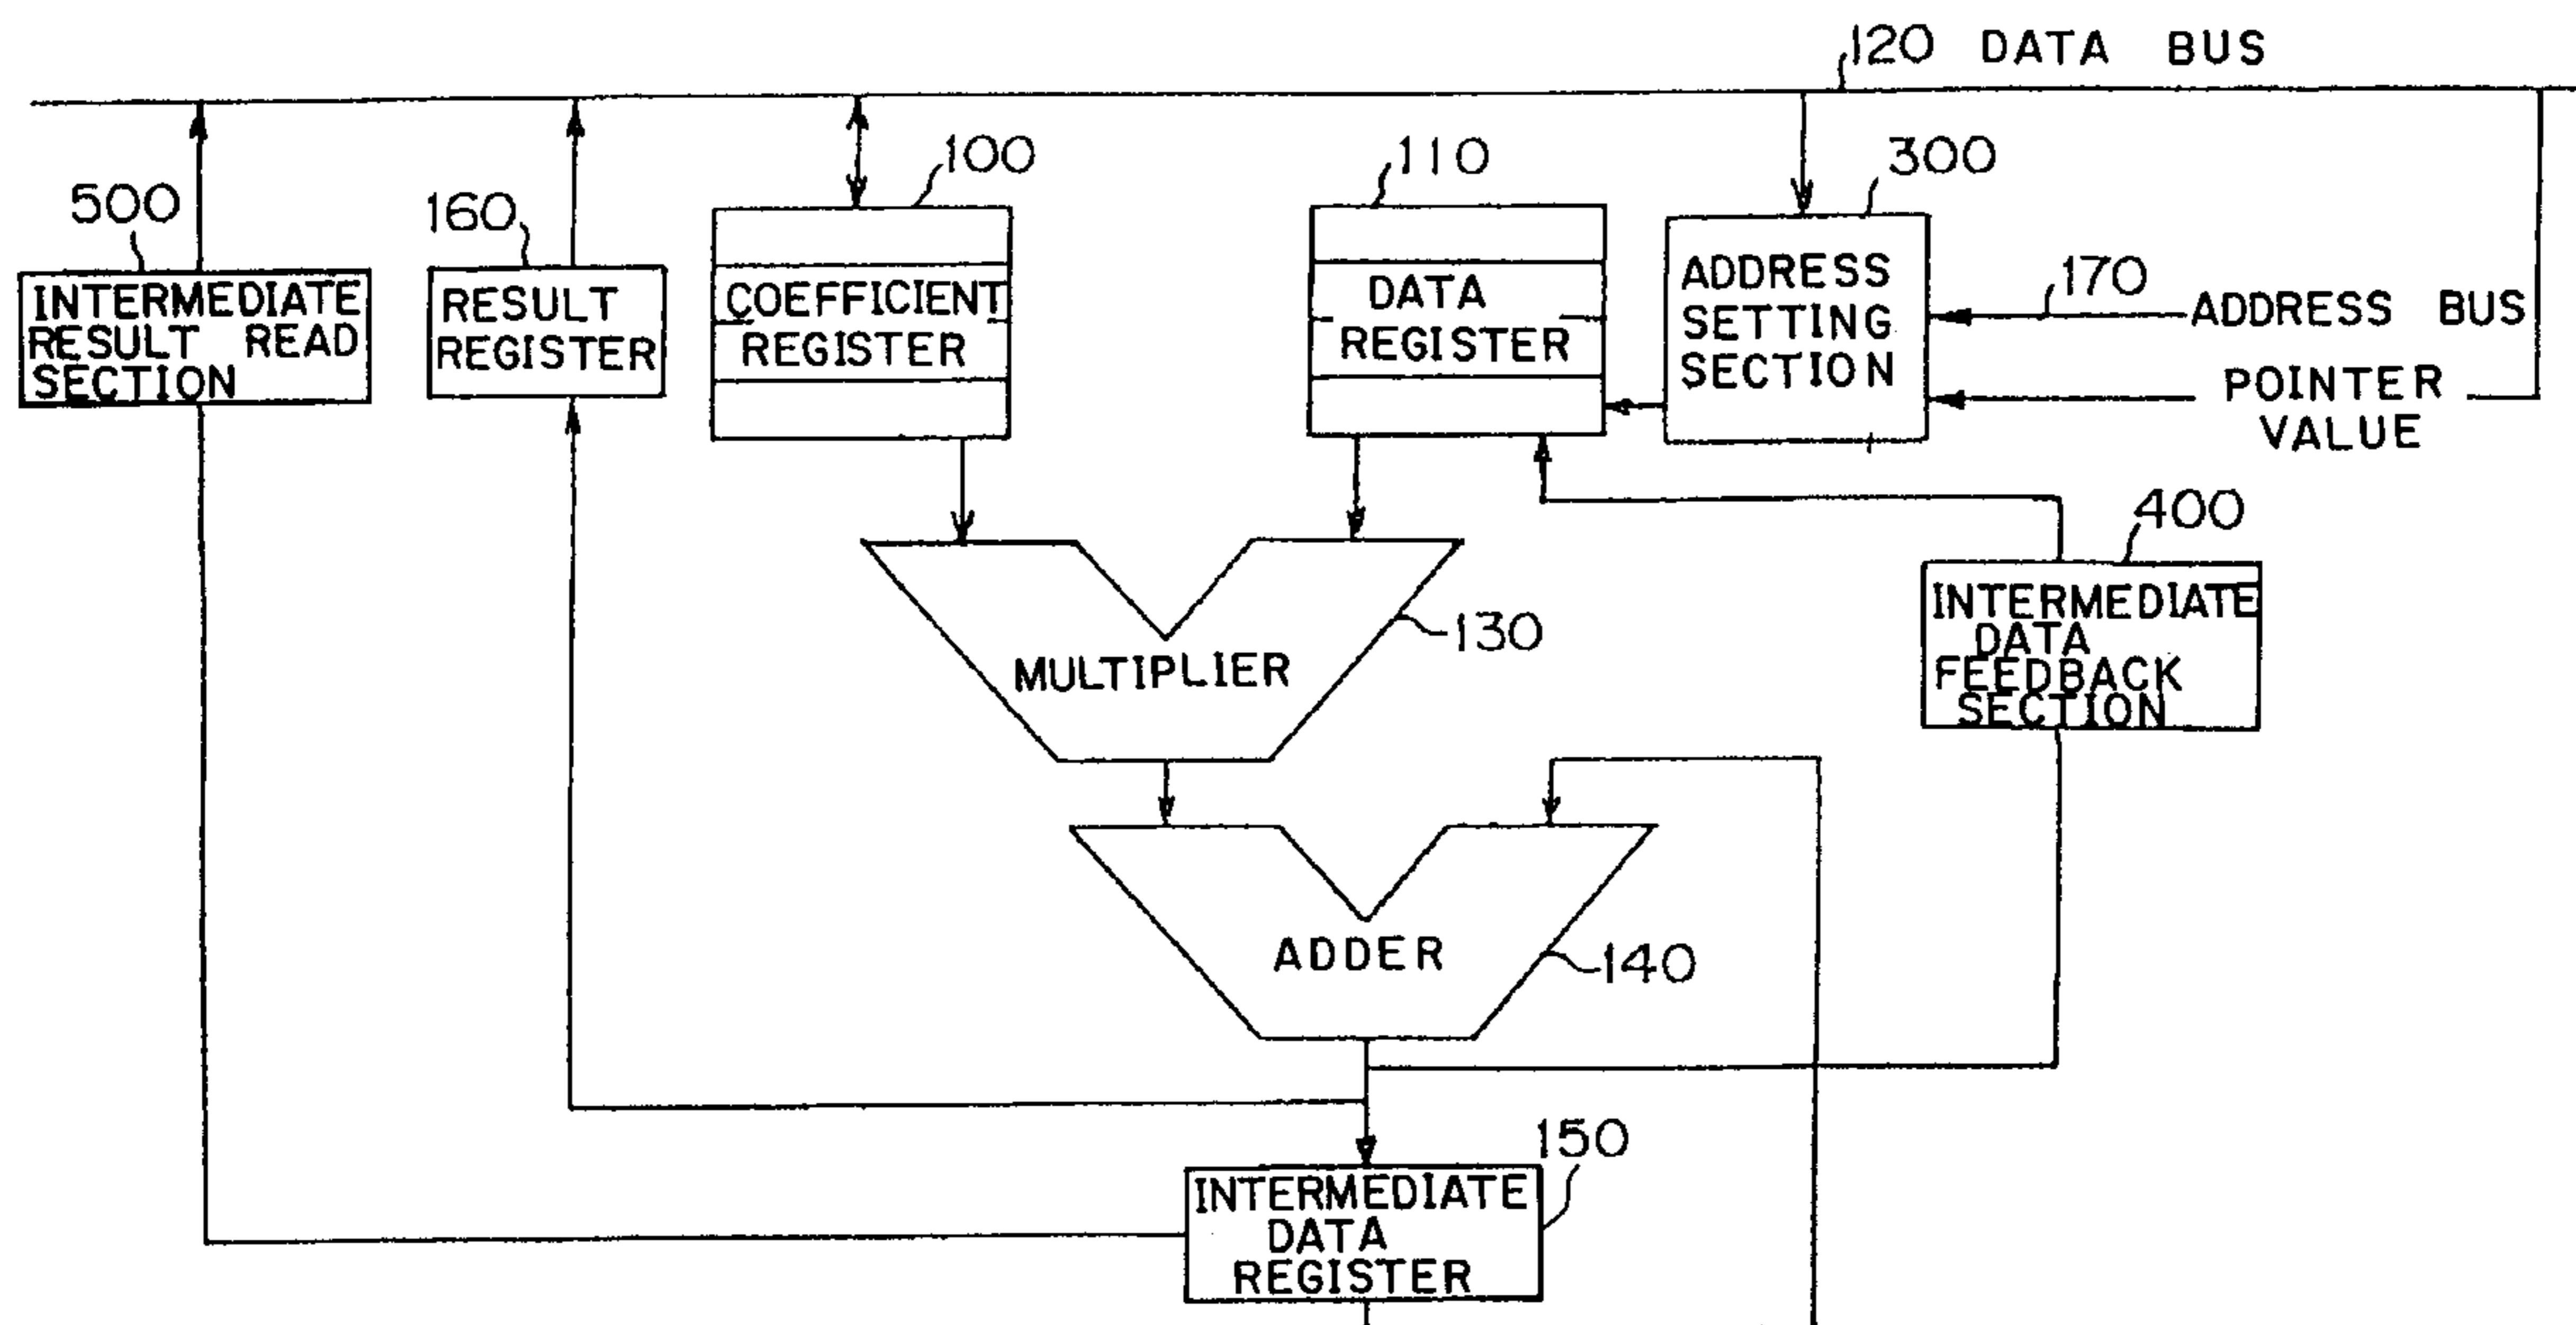 120 DATA BUS
100
110
300
500
160
170
INTERMEDIATE
RESULT READ
SECTION
RESULT
REGISTER
COEFFICIENT
REGISTER
DATA
REGISTER
ADDRESS
SETTING
SECTION
ADDRESS BUS
POINTER
VALUE
400
INTERMEDIATE
DATA
FEEDBACK
SECTION
130
MULTIPLIER
ADDER
140
150
INTERMEDIATE
DATA
REGISTER